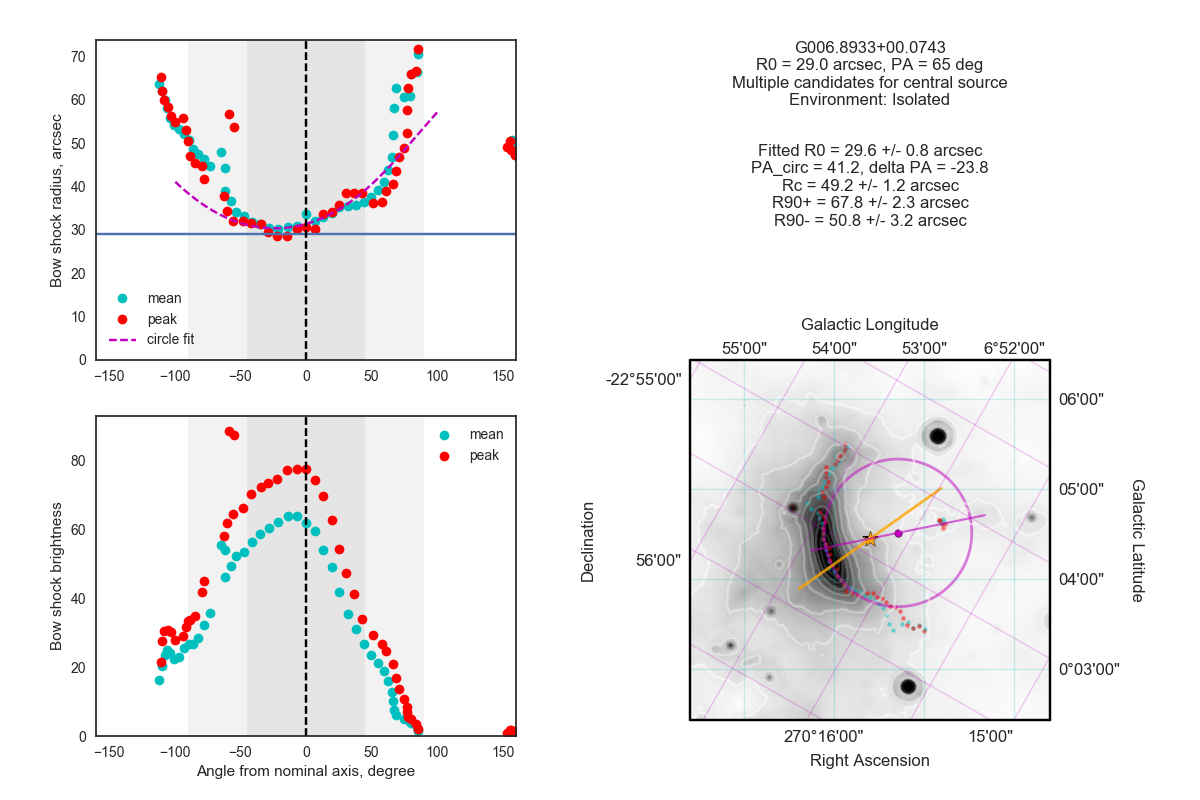 G006.8933+00.0743
R0 = 29.0 arcsec, PA = 65 deg
Multiple candidates for central source
Environment: Isolated
Fitted R0 = 29.6 +/- 0.8 arcsec
PA_circ = 41.2, delta PA = -23.8
Rc = 49.2 +/- 1.2 arcsec
R90+ = 67.8 +/- 2.3 arcsec
R90- = 50.8 +/- 3.2 arcsec
Bow shock radius, arcsec
70
60
50
40
30
20
10
0
mean
peak
circle fit
−150 −100 −50 0 50 100 150
Bow shock brightness
80
60
40
20
0
mean
peak
−150 −100 −50 0 50 100 150
Angle from nominal axis, degree
Galactic Longitude
55'00" 54'00" 53'00" 6°52'00"
-22°55'00"
56'00"
Declination
06'00"
05'00"
04'00"
0°03'00"
Galactic Latitude
270°16'00" 15'00"
Right Ascension